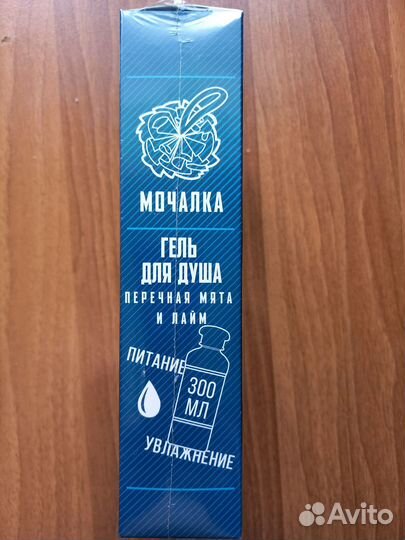 МОЧАЛКА
ГЕЛЬ
ДЛЯ ДУША
ПЕРЕЧНАЯ МЯТА
И ЛАЙМ
ПИТАНИЕ
300
МЛ
УВЛАЖНЕНИЕ
Avito